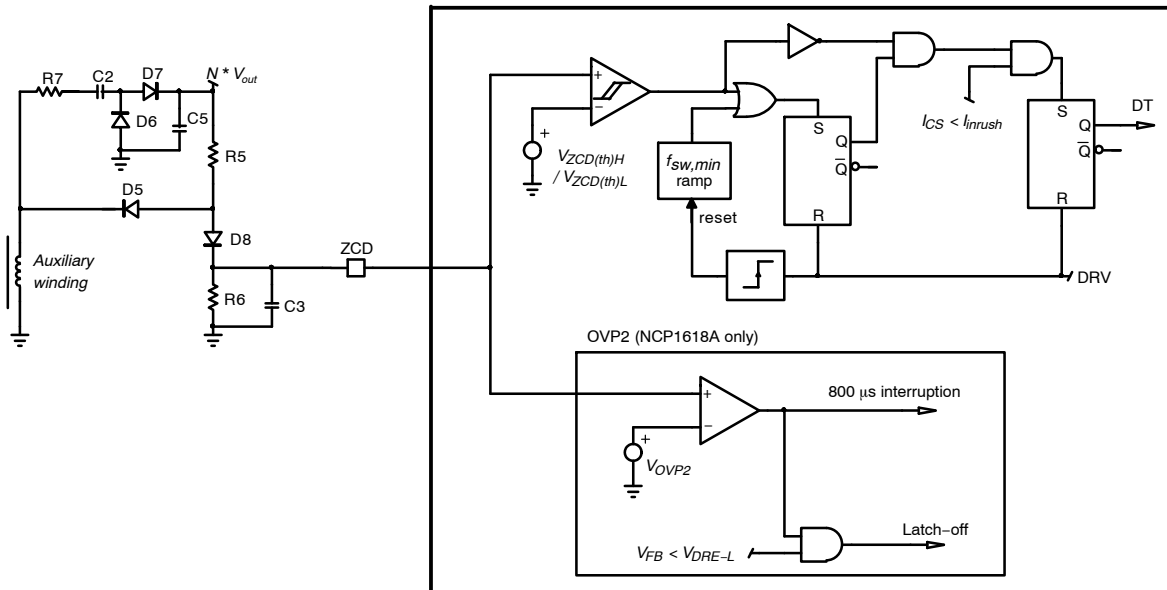 R7
C2
D7
N * Vout
D6
C5
R5
D5
D8
Auxiliary
winding
R6
C3
ZCD
+
−
+
VZCD(th)H
/ VZCD(th)L
fsw,min
ramp
reset
S
Q
Q̅
R
ICS < Iinrush
S
Q
Q̅
R
DT
DRV
OVP2 (NCP1618A only)
+
−
+
VOVP2
800 μs interruption
VFB < VDRE−L
Latch−off